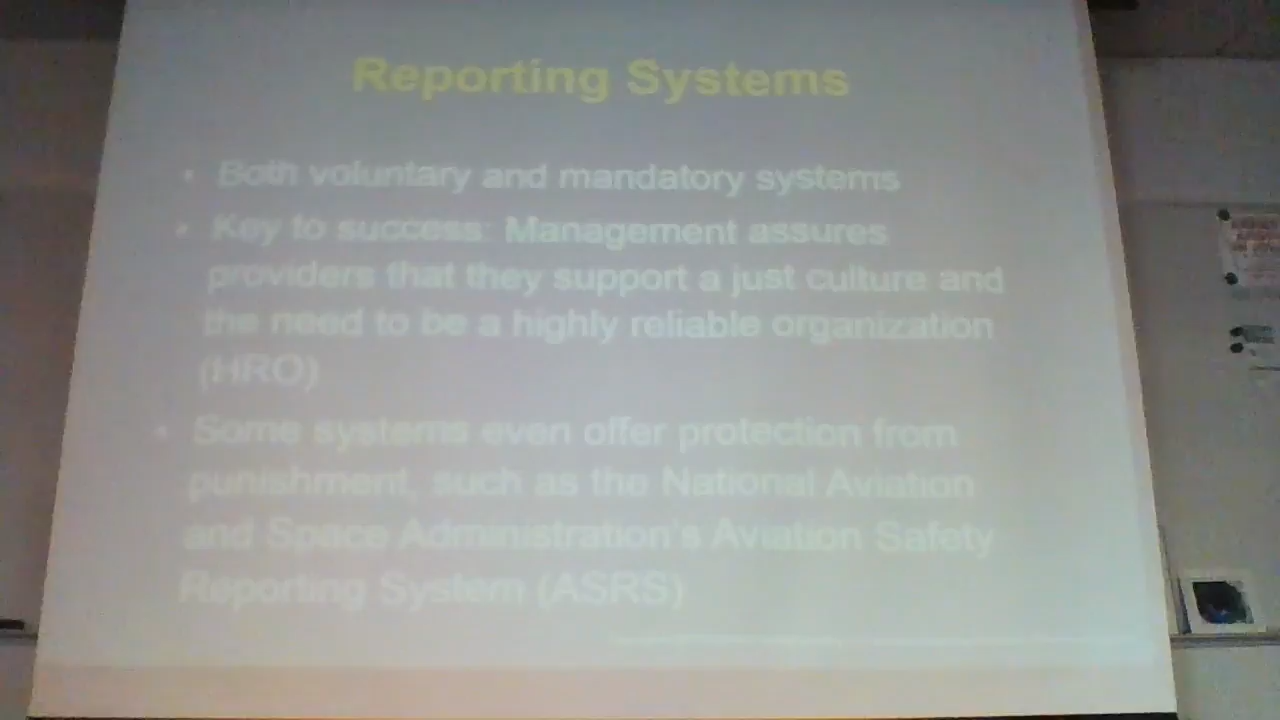 Reporting Systems
• Both voluntary and mandatory systems
• Key to success: Management assures
providers that they support a just culture and
the need to be a highly reliable organization
(HRO)
• Some systems even offer protection from
punishment, such as the National Aviation
and Space Administration's Aviation Safety
Reporting System (ASRS)